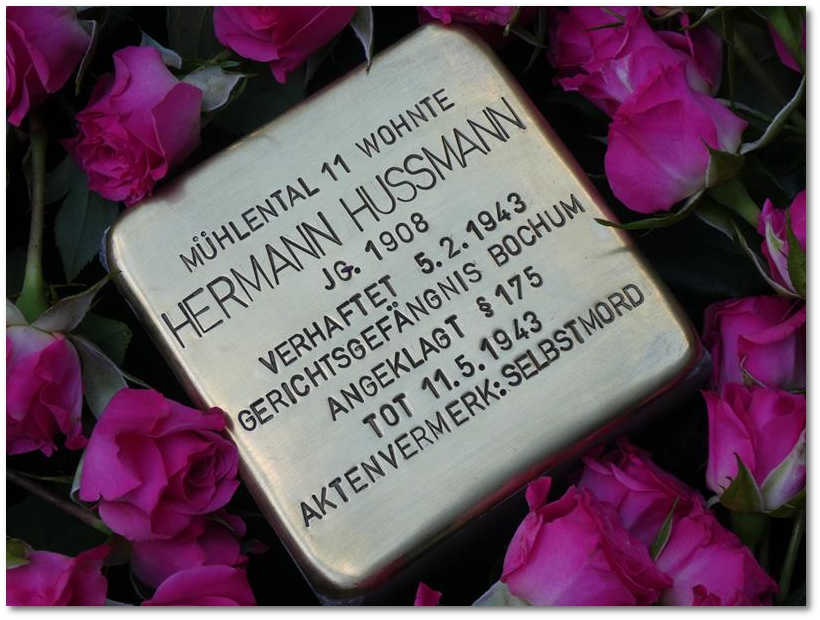 MÜHLENTAL 11 WOHNTE
HERMANN HUSSMANN
JG. 1908
VERHAFTET 5.2.1943
GERICHTSGEFÄNGNIS BOCHUM
ANGEKLAGT § 175
TOT 11.5.1943
AKTENVERMERK: SELBSTMORD